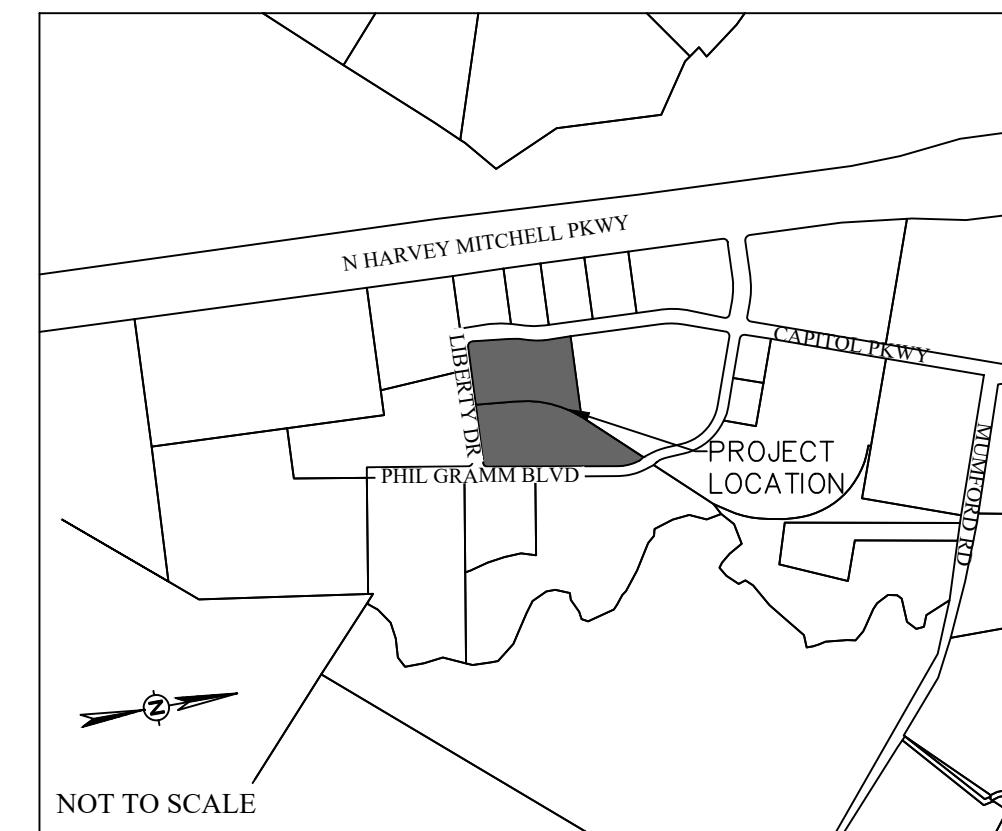 N HARVEY MITCHELL PKWY
CAPITOL PKWY
LIBERTY DR
PROJECT
LOCATION
PHIL GRAMM BLVD
MUMFORD RD
N
NOT TO SCALE